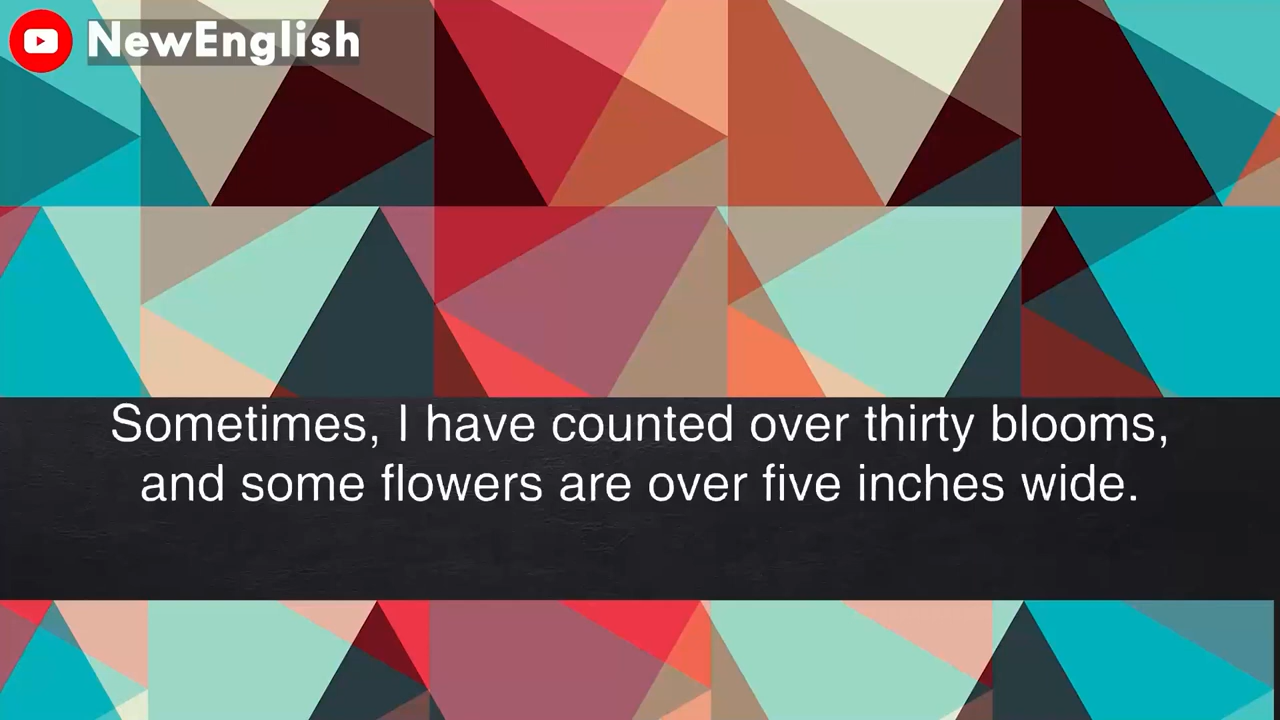 NewEnglish
Sometimes, I have counted over thirty blooms,
and some flowers are over five inches wide.